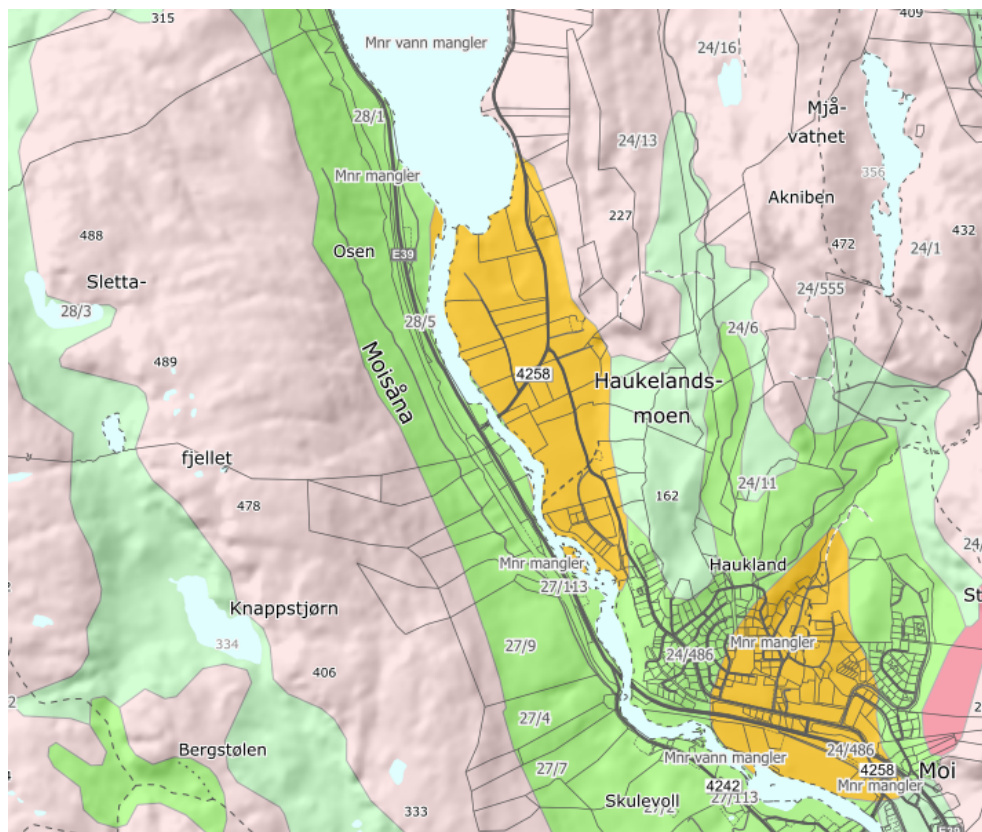 315
409
Mnr vann mangler
24/16
28/1
Mjå-
vatnet
24/13
Mnr mangler
356
Akniben
227
432
488
472
24/1
Osen
E39
Sletta-
24/555
28/3
28/5
24/6
489
Moisåna
4258
Haukelands-
moen
fjellet
24/11
162
478
Mnr mangler
Haukland
27/113
St
Knappstjørn
Mnr mangler
334
27/9
24/486
406
27/4
Bergstølen
24/486
Mnr vann mangler
27/7
4258
Moi
4242
Mnr mangler
Skulevoll
27/2
27/113
333
E39